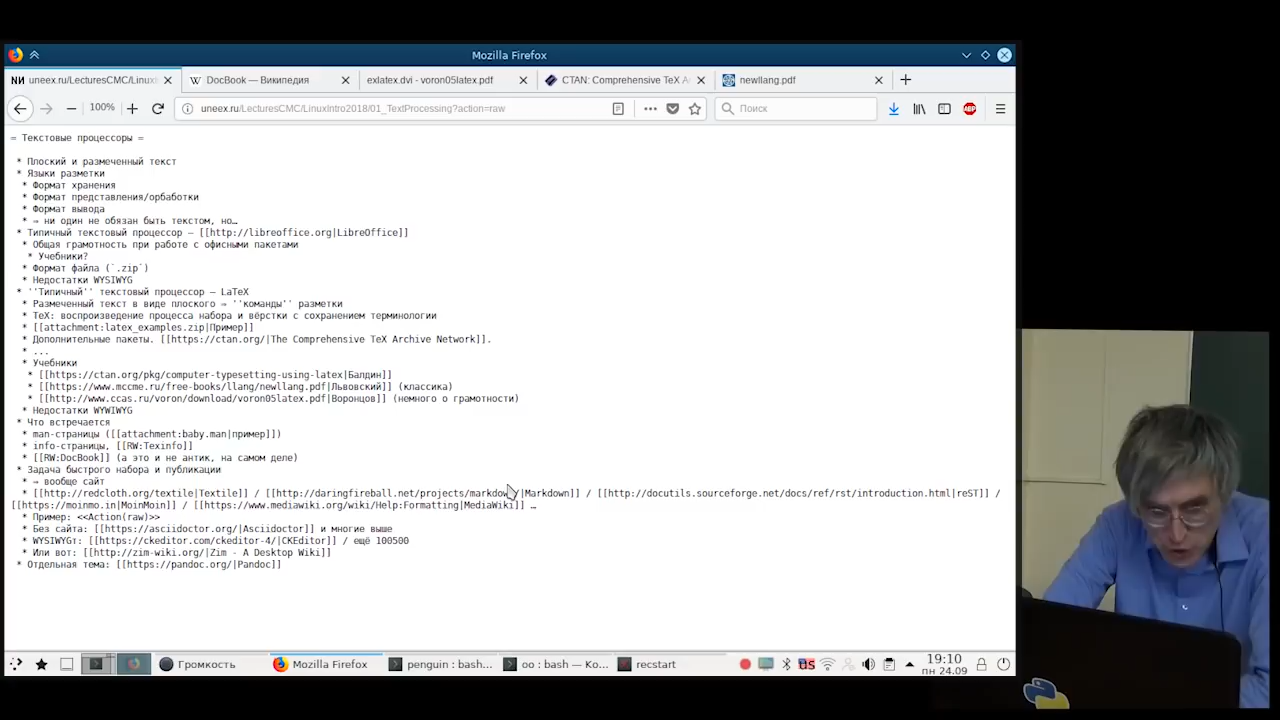 Mozilla Firefox
uneex.ru/LecturesCMC/Linux
DocBook — Википедия
exlatex.dvi - voron05latex.pdf
CTAN: Comprehensive TeX A
newllang.pdf
100%
uneex.ru/LecturesCMC/LinuxIntro2018/01_TextProcessing?action=raw
Поиск
ABP
= Текстовые процессоры =
* Плоский и размеченный текст
* Языки разметки
* Формат хранения
* Формат представления/орбаботки
* Формат вывода
* ⇒ ни один не обязан быть текстом, но…
* Типичный текстовый процессор — [[http://libreoffice.org|LibreOffice]]
* Общая грамотность при работе с офисными пакетами
* Учебники?
* Формат файла (`.zip`)
* Недостатки WYSIWYG
* ''Типичный'' текстовый процессор — LaTeX
* Размеченный текст в виде плоского ⇒ ''команды'' разметки
* TeX: воспроизведение процесса набора и вёрстки с сохранением терминологии
* [[attachment:latex_examples.zip|Пример]]
* Дополнительные пакеты. [[https://ctan.org/|The Comprehensive TeX Archive Network]].
* ...
* Учебники
* [[https://ctan.org/pkg/computer-typesetting-using-latex|Балдин]]
* [[https://www.mccme.ru/free-books/llang/newllang.pdf|Львовский]] (классика)
* [[http://www.ccas.ru/voron/download/voron05latex.pdf|Воронцов]] (немного о грамотности)
* Недостатки WYWIWYG
* Что встречается
* man-страницы ([[attachment:baby.man|пример]])
* info-страницы, [[RW:Texinfo]]
* [[RW:DocBook]] (а это и не антик, на самом деле)
* Задача быстрого набора и публикации
* ⇒ вообще сайт
* [[http://redcloth.org/textile|Textile]] / [[http://daringfireball.net/projects/markdow/|Markdown]] / [[http://docutils.sourceforge.net/docs/ref/rst/introduction.html|reST]] /
[[https://moinmo.in|MoinMoin]] / [[https://www.mediawiki.org/wiki/Help:Formatting|MediaWiki]] …
* Пример: <<Action(raw)>>
* Без сайта: [[https://asciidoctor.org/|Asciidoctor]] и многие выше
* WYSIWYGт: [[https://ckeditor.com/ckeditor-4/|CKEditor]] / ещё 100500
* Или вот: [[http://zim-wiki.org/|Zim - A Desktop Wiki]]
* Отдельная тема: [[https://pandoc.org/|Pandoc]]
Громкость
Mozilla Firefox
penguin : bash...
oo : bash — Ko...
recstart
us
19:10
пн 24.09